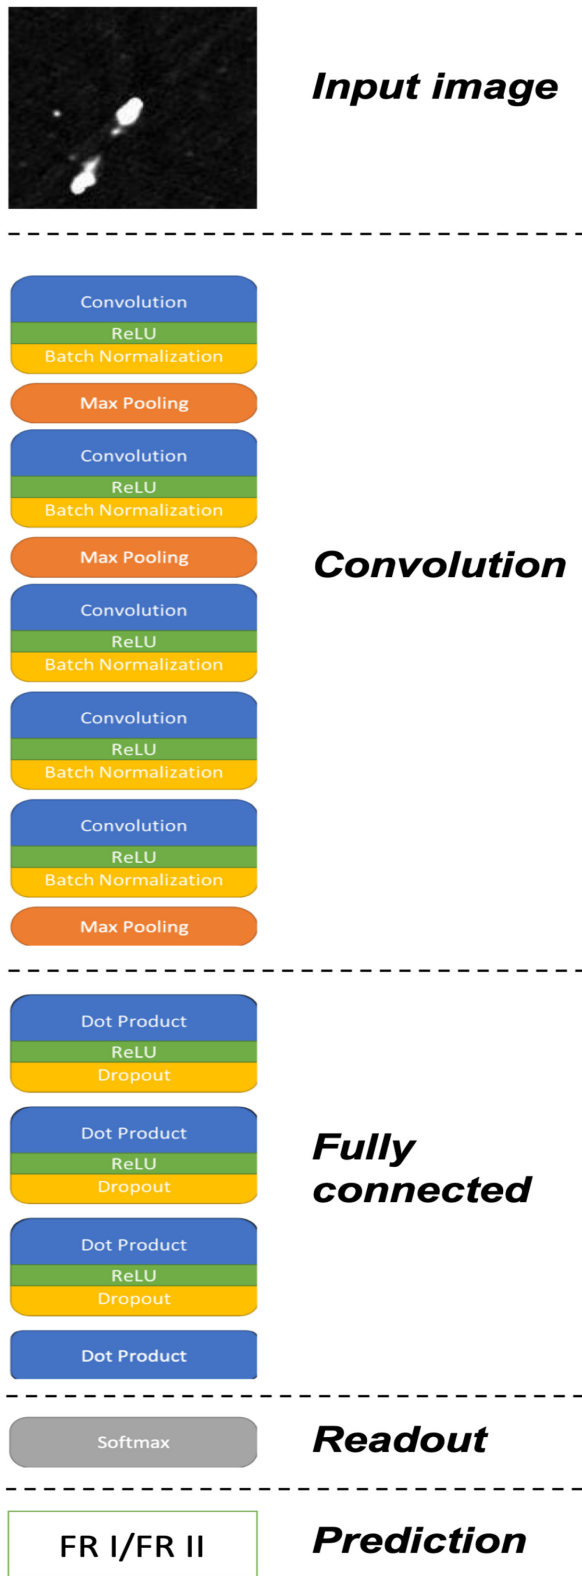 Input image
Convolution
ReLU
Batch Normalization
Max Pooling
Convolution
ReLU
Batch Normalization
Max Pooling
Convolution
ReLU
Batch Normalization
Convolution
ReLU
Batch Normalization
Convolution
ReLU
Batch Normalization
Max Pooling
Convolution
Dot Product
ReLU
Dropout
Dot Product
ReLU
Dropout
Dot Product
ReLU
Dropout
Dot Product
Fully
connected
Softmax
Readout
FR I/FR II
Prediction